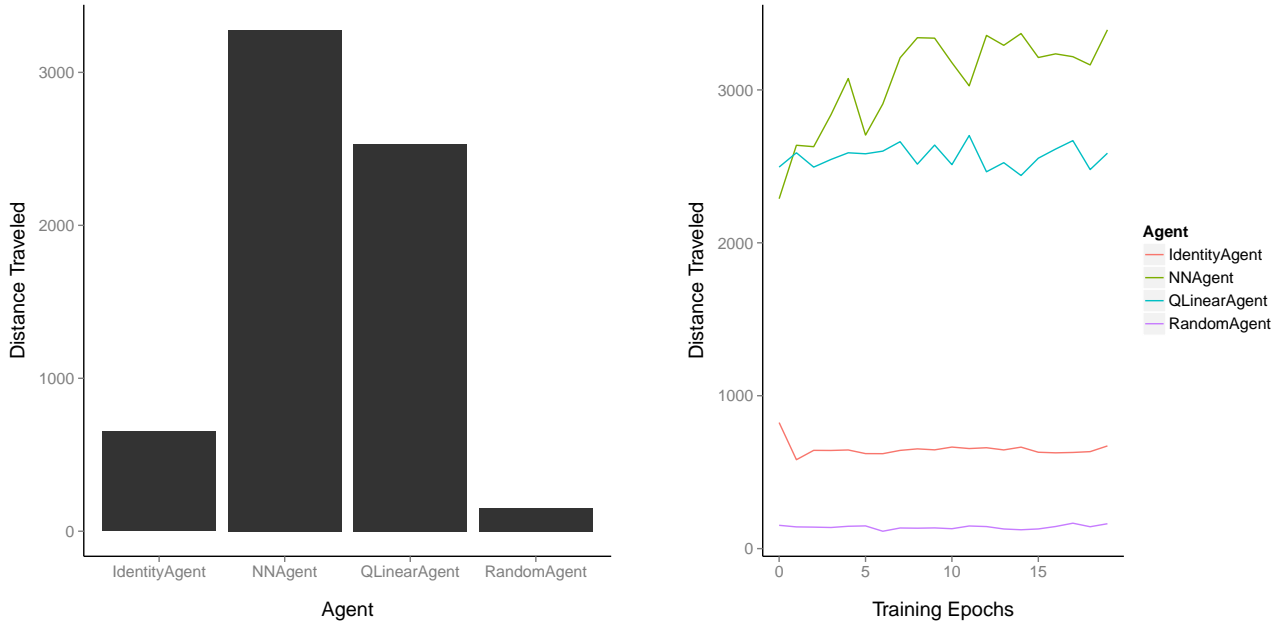 3000
2000
1000
0
Distance Traveled
IdentityAgent NNAgent QLinearAgent RandomAgent
Agent
3000
2000
1000
0
Distance Traveled
0 5 10 15
Training Epochs
Agent
IdentityAgent
NNAgent
QLinearAgent
RandomAgent